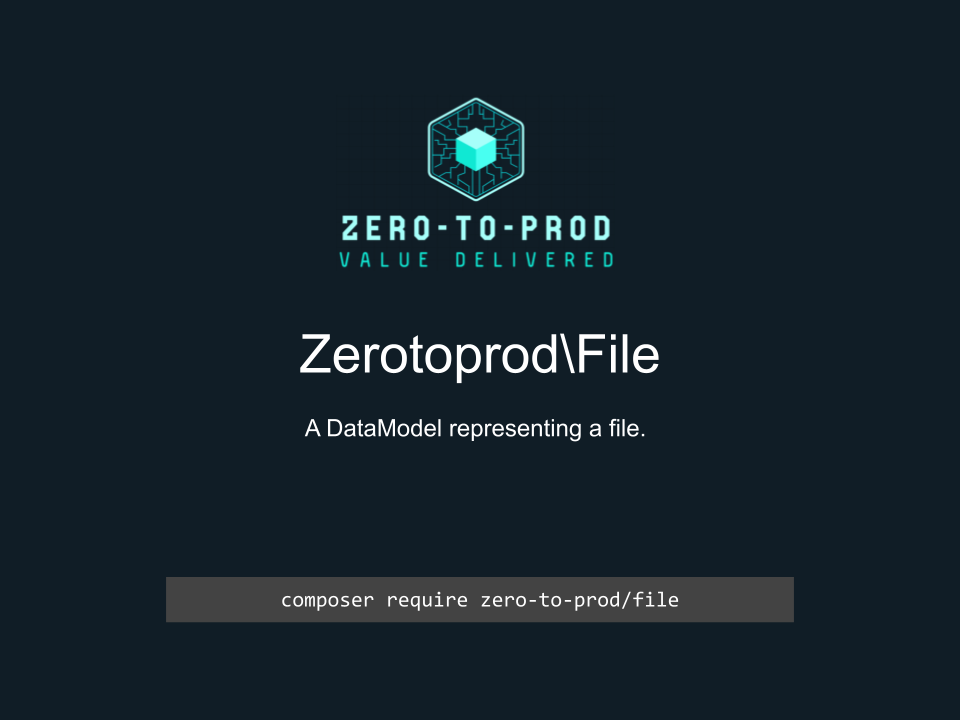 ZERO-TO-PROD
VALUE DELIVERED
Zerotoprod\File
A DataModel representing a file.
composer require zero-to-prod/file